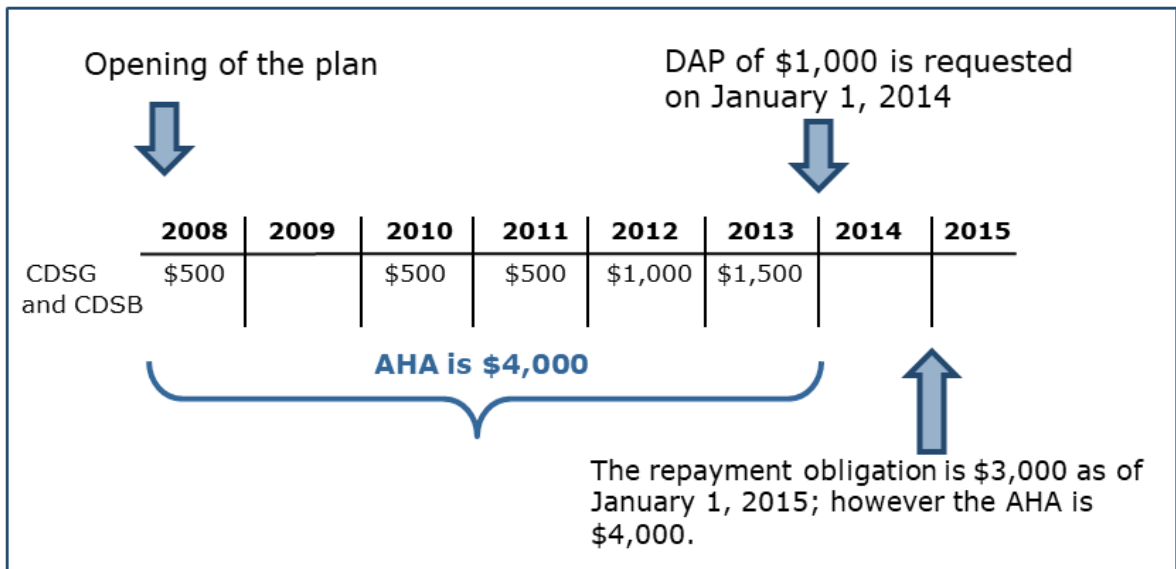 Opening of the plan
DAP of $1,000 is requested
on January 1, 2014
2008 2009 2010 2011 2012 2013 2014 2015
CDSG $500 $500 $500 $1,000 $1,500
and CDSB
AHA is $4,000
The repayment obligation is $3,000 as of
January 1, 2015; however the AHA is
$4,000.